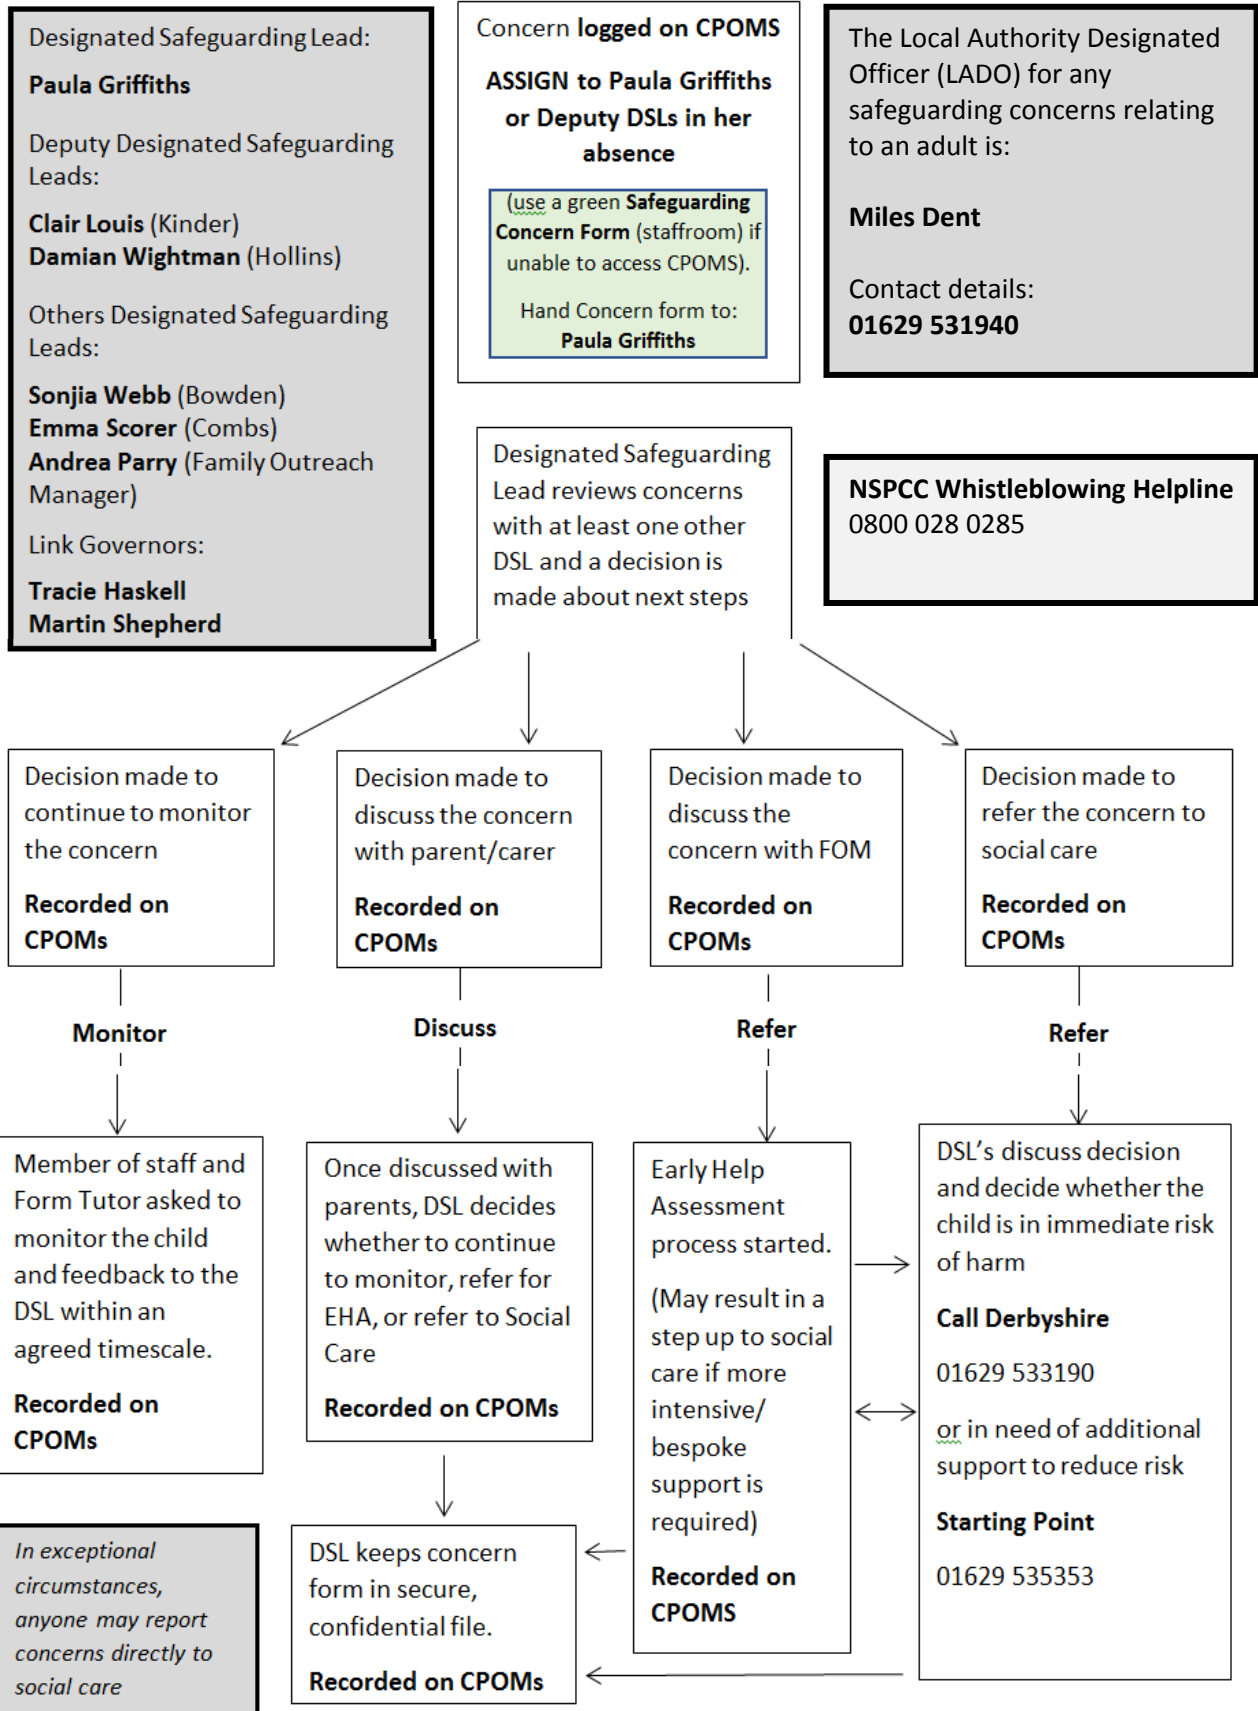 Designated Safeguarding Lead:
Paula Griffiths
Deputy Designated Safeguarding
Leads:
Clair Louis (Kinder)
Damian Wightman (Hollins)
Others Designated Safeguarding
Leads:
Sonjia Webb (Bowden)
Emma Scorer (Combs)
Andrea Parry (Family Outreach
Manager)
Link Governors:
Tracie Haskell
Martin Shepherd
Concern logged on CPOMS
ASSIGN to Paula Griffiths
or Deputy DSLs in her
absence
(use a green Safeguarding
Concern Form (staffroom) if
unable to access CPOMS).
Hand Concern form to:
Paula Griffiths
The Local Authority Designated
Officer (LADO) for any
safeguarding concerns relating
to an adult is:
Miles Dent
Contact details:
01629 531940
Designated Safeguarding
Lead reviews concerns
with at least one other
DSL and a decision is
made about next steps
NSPCC Whistleblowing Helpline
0800 028 0285
Decision made to
continue to monitor
the concern
Recorded on
CPOMs
Decision made to
discuss the concern
with parent/carer
Recorded on
CPOMs
Decision made to
discuss the
concern with FOM
Recorded on
CPOMs
Decision made to
refer the concern to
social care
Recorded on
CPOMs
Monitor
Discuss
Refer
Refer
Member of staff and
Form Tutor asked to
monitor the child
and feedback to the
DSL within an
agreed timescale.
Recorded on
CPOMs
Once discussed with
parents, DSL decides
whether to continue
to monitor, refer for
EHA, or refer to Social
Care
Recorded on CPOMs
Early Help
Assessment
process started.
(May result in a
step up to social
care if more
intensive/
bespoke
support is
required)
Recorded on
CPOMS
DSL's discuss decision
and decide whether the
child is in immediate risk
of harm
Call Derbyshire
01629 533190
or in need of additional
support to reduce risk
Starting Point
01629 535353
In exceptional
circumstances,
anyone may report
concerns directly to
social care
DSL keeps concern
form in secure,
confidential file.
Recorded on CPOMs